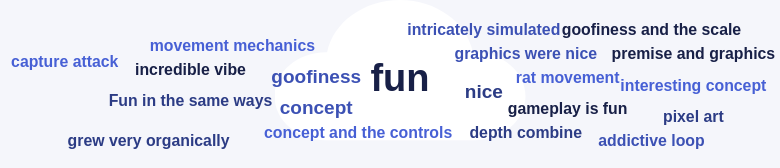 intricately simulated goofiness and the scale
movement mechanics graphics were nice premise and graphics
capture attack incredible vibe goofiness fun rat movement interesting concept
nice
Fun in the same ways concept gameplay is fun pixel art
grew very organically concept and the controls depth combine addictive loop